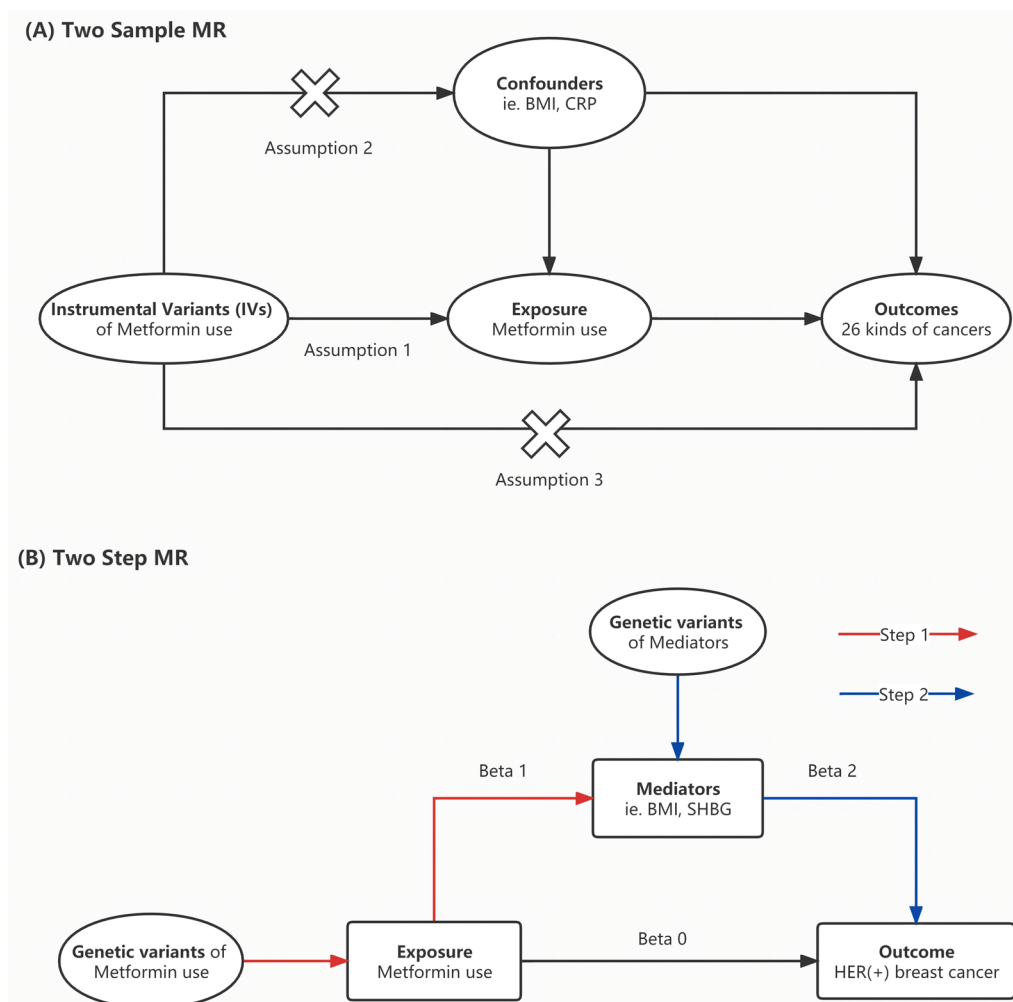 (A) Two Sample MR
Confounders
ie. BMI, CRP
Assumption 2
Instrumental Variants (IVs)
of Metformin use
Assumption 1
Exposure
Metformin use
Outcomes
26 kinds of cancers
Assumption 3
(B) Two Step MR
Genetic variants
of Mediators
Step 1
Step 2
Beta 1
Mediators
ie. BMI, SHBG
Beta 2
Genetic variants of
Metformin use
Exposure
Metformin use
Beta 0
Outcome
HER(+) breast cancer